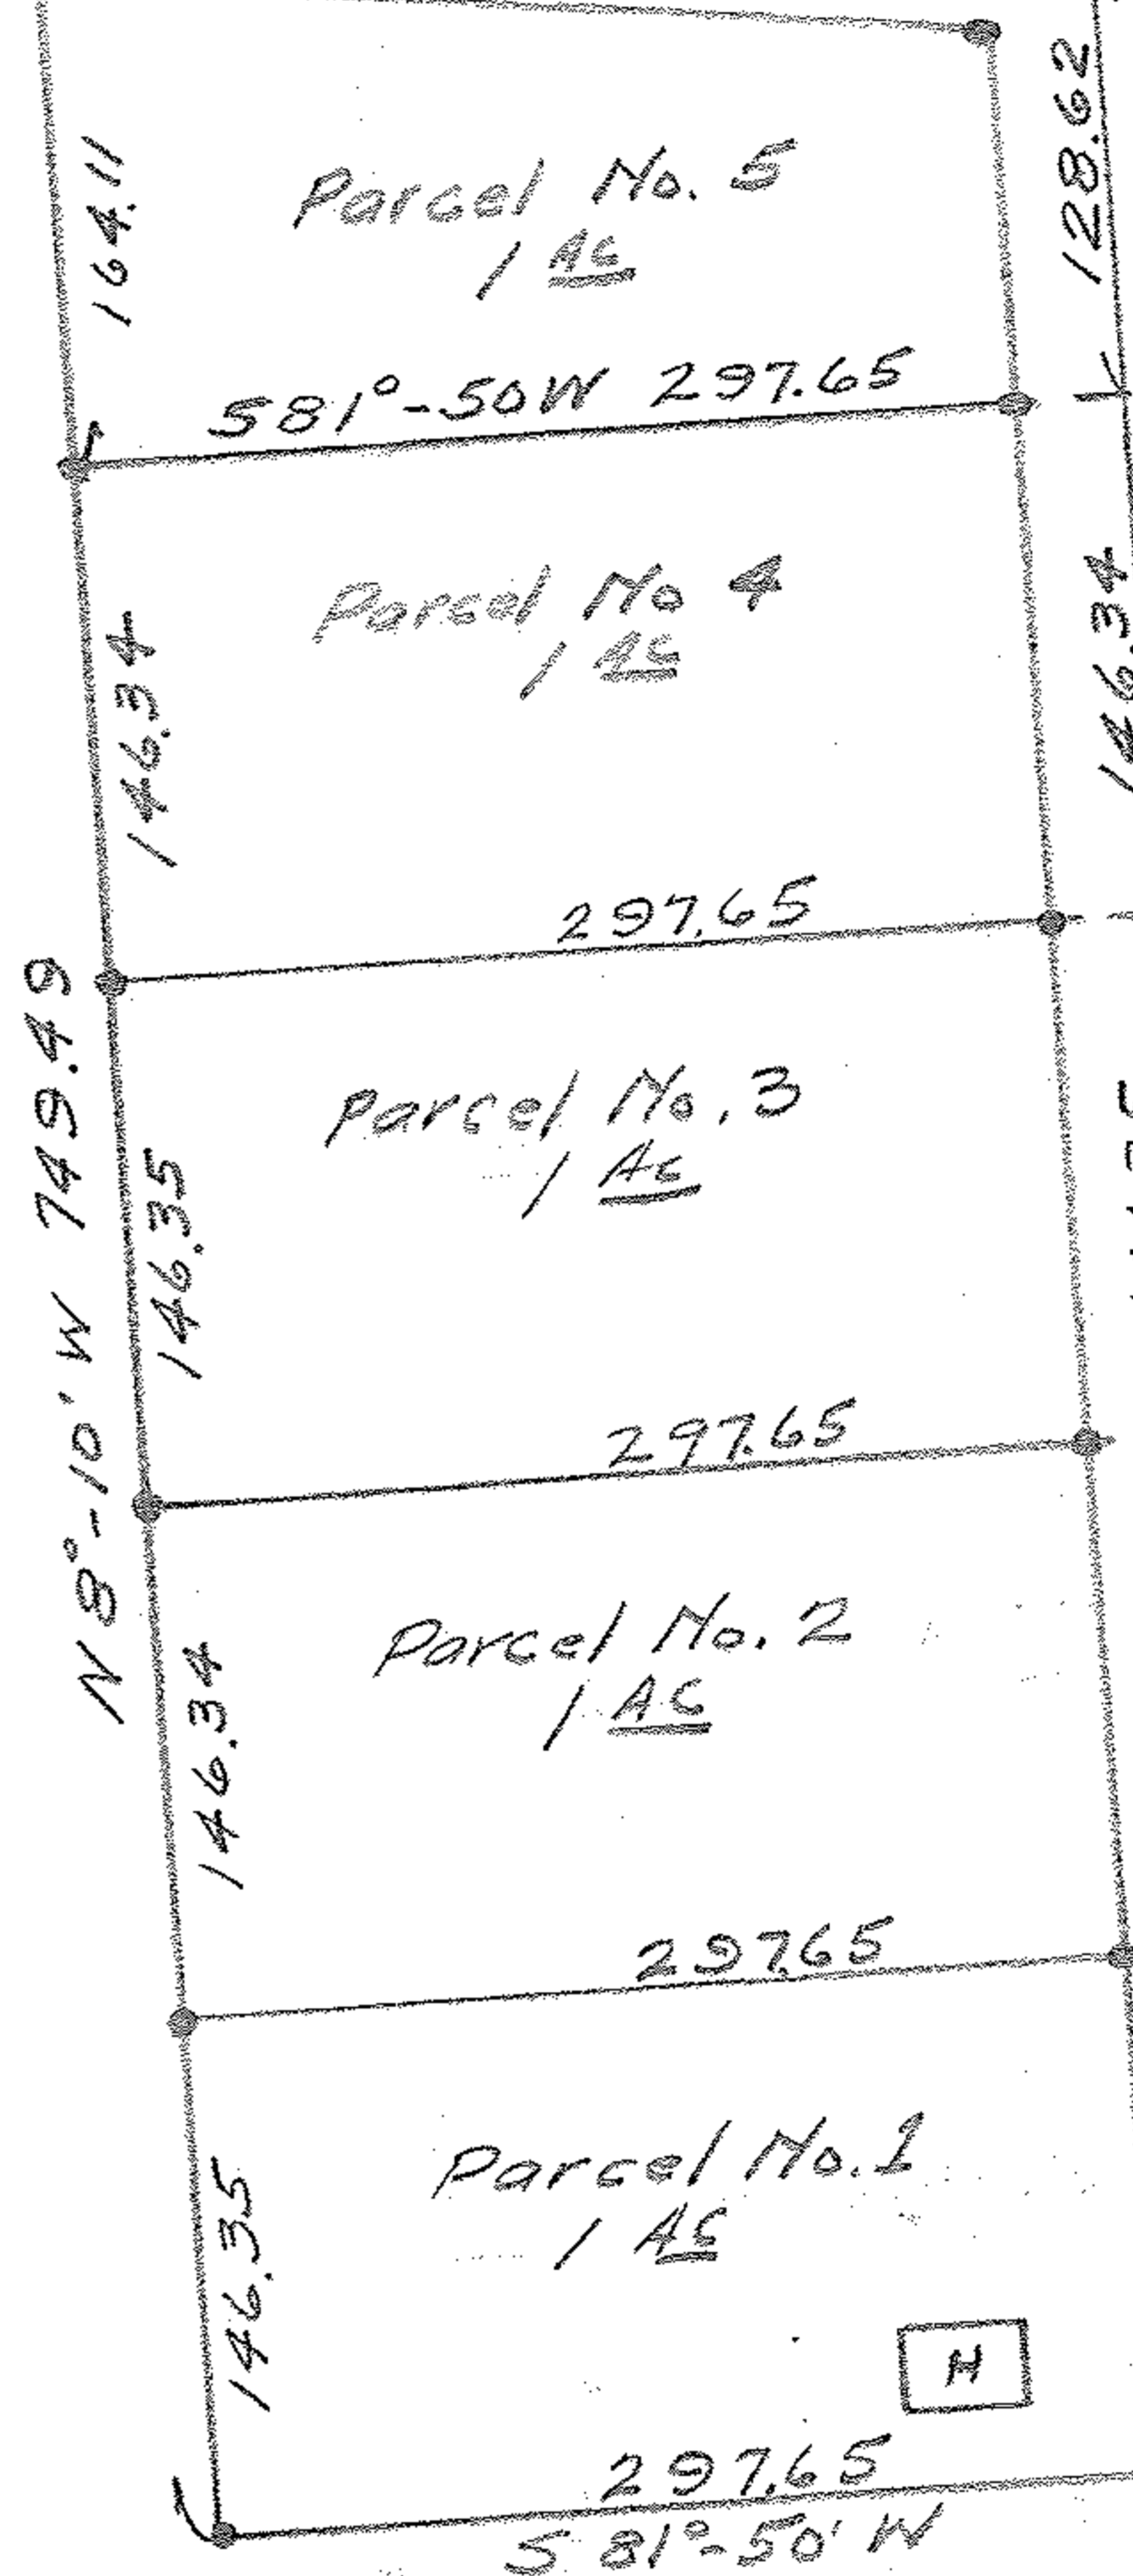 128.62
164.11
Parcel No. 5
1 Ac
S81°-50W 297.65
Parcel No 4
1 Ac
146.34
146.34
297.65
N 8°-10' W 749.49
Parcel No. 3
1 Ac
146.35
297.65
Parcel No. 2
1 Ac
146.34
297.65
Parcel No. 1
1 Ac
146.35
H
297.65
S 81°-50' W